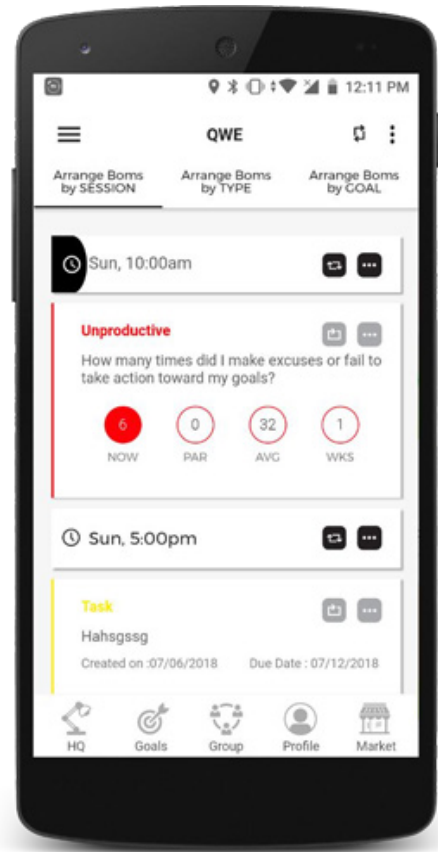 12:11 PM
QWE
Arrange Boms
by SESSION
Arrange Boms
by TYPE
Arrange Boms
by GOAL
Sun, 10:00am
Unproductive
How many times did I make excuses or fail to
take action toward my goals?
6
0
32
1
NOW
PAR
AVG
WKS
Sun, 5:00pm
Task
Hahsgssg
Created on :07/06/2018
Due Date : 07/12/2018
HQ
Goals
Group
Profile
Market